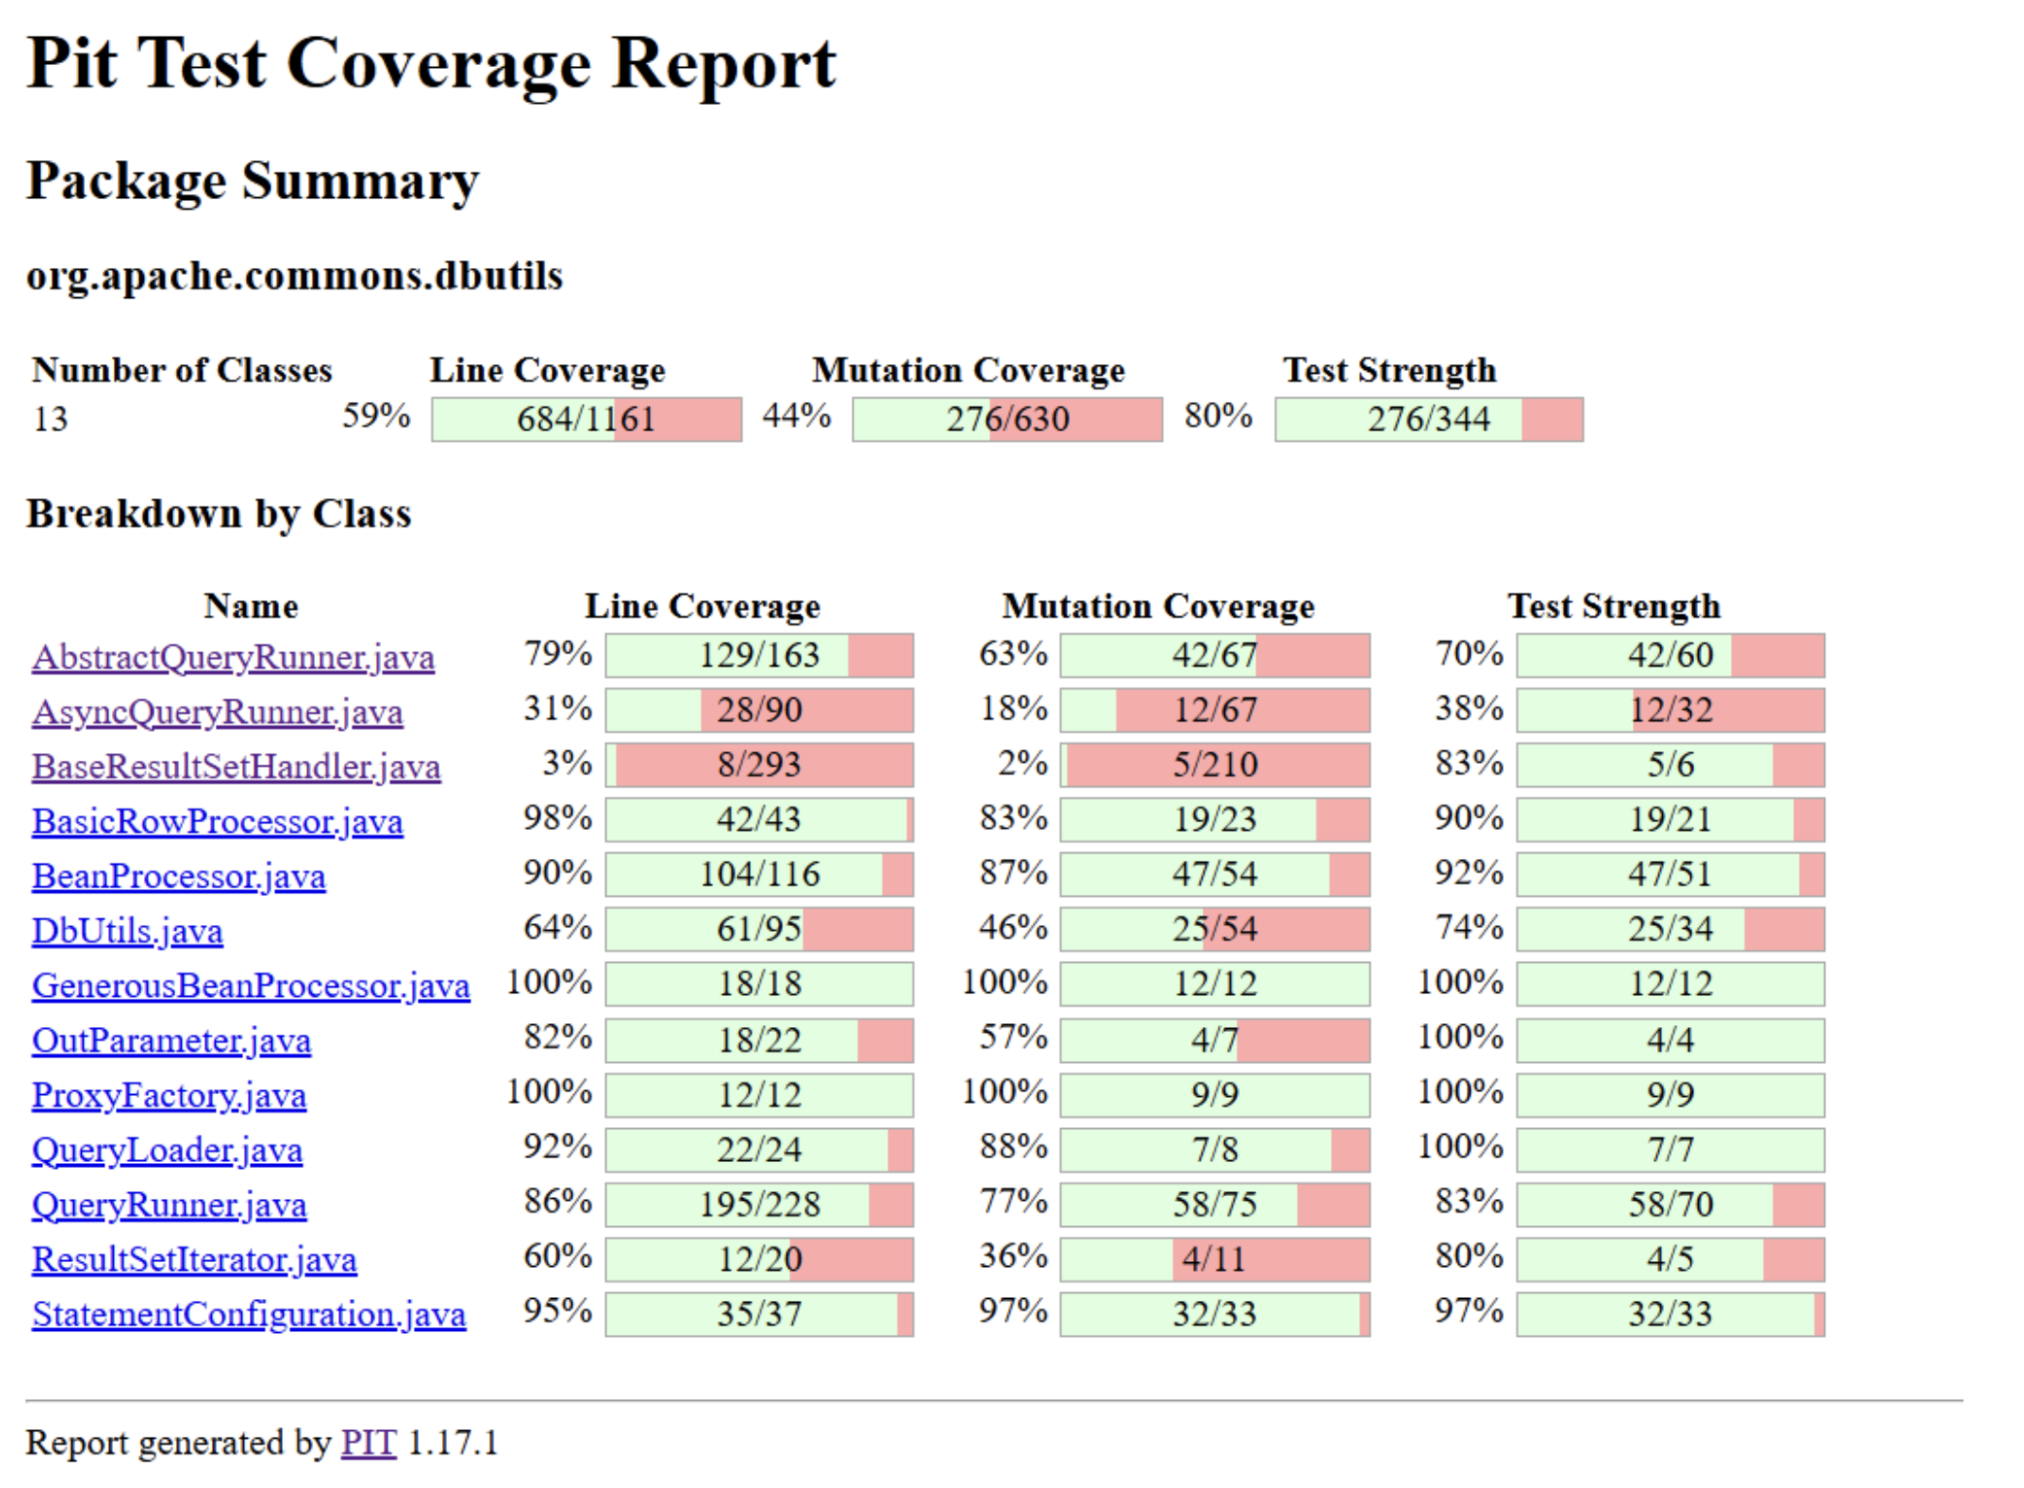 Pit Test Coverage Report
Package Summary
org.apache.commons.dbutils
Number of Classes Line Coverage Mutation Coverage Test Strength
13 59% 684/1161 44% 276/630 80% 276/344
Breakdown by Class
Name Line Coverage Mutation Coverage Test Strength
AbstractQueryRunner.java 79% 129/163 63% 42/67 70% 42/60
AsyncQueryRunner.java 31% 28/90 18% 12/67 38% 12/32
BaseResultSetHandler.java 3% 8/293 2% 5/210 83% 5/6
BasicRowProcessor.java 98% 42/43 83% 19/23 90% 19/21
BeanProcessor.java 90% 104/116 87% 47/54 92% 47/51
DbUtils.java 64% 61/95 46% 25/54 74% 25/34
GenerousBeanProcessor.java 100% 18/18 100% 12/12 100% 12/12
OutParameter.java 82% 18/22 57% 4/7 100% 4/4
ProxyFactory.java 100% 12/12 100% 9/9 100% 9/9
QueryLoader.java 92% 22/24 88% 7/8 100% 7/7
QueryRunner.java 86% 195/228 77% 58/75 83% 58/70
ResultSetIterator.java 60% 12/20 36% 4/11 80% 4/5
StatementConfiguration.java 95% 35/37 97% 32/33 97% 32/33
Report generated by PIT 1.17.1